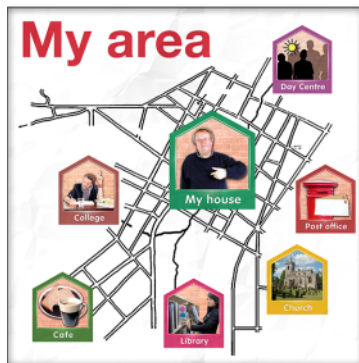 My area
Day Centre
My house
College
Post office
Church
Cafe
Library